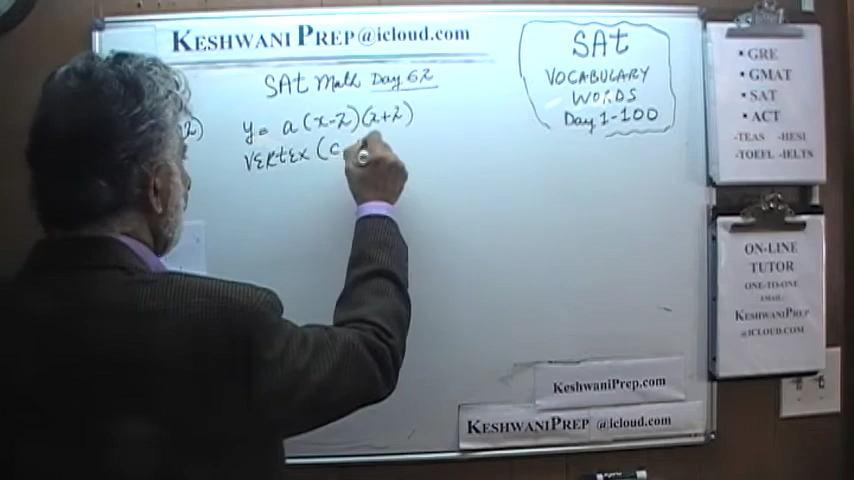 KESHWANI PREP@icloud.com
SAt Math Day 62
2)
y = a (x-2)(x+2)
VERtEX (c
SAt
VOCABULARY
WORDS
Day 1-100
• GRE
• GMAT
• SAT
• ACT
-TEAS -HESI
-TOEFL -IELTS
ON-LINE
TUTOR
ONE-TO-ONE
EMAIL:
KESHWANIPREP
@ICLOUD.COM
KeshwaniPrep.com
KESHWANIPREP @icloud.com